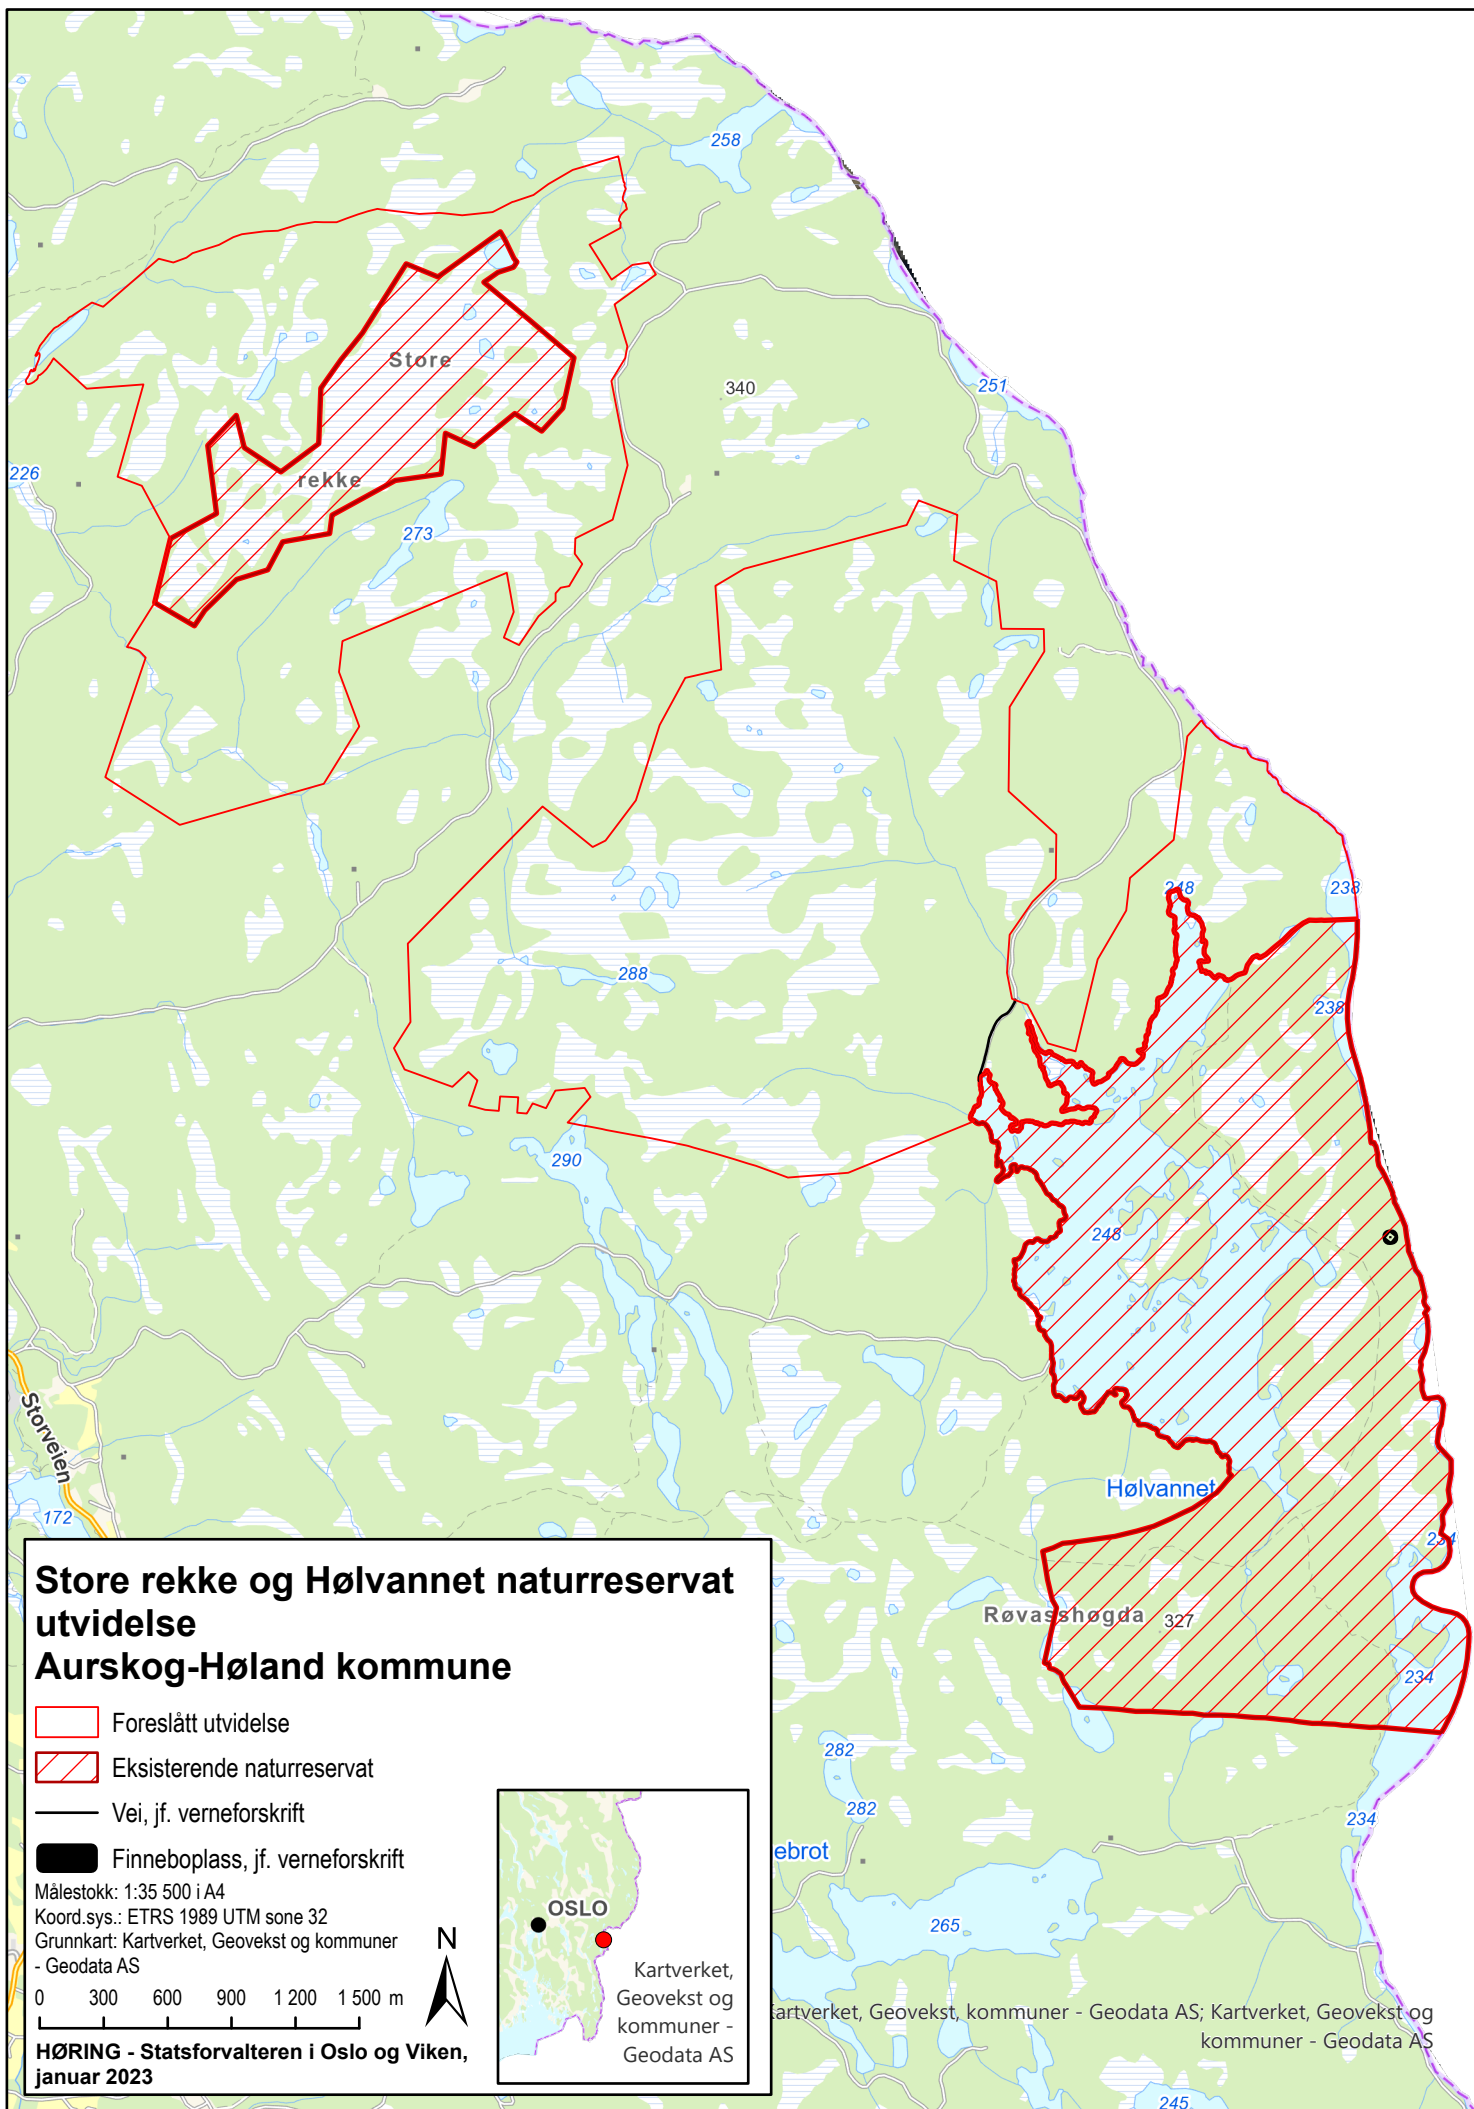 258
251
340
Store
rekke
226
273
248
238
238
288
290
248
Storveien
172
Hølvannet
234
Røvasshøgda
327
234
282
282
234
ebrot
265
245
Store rekke og Hølvannet naturreservat
utvidelse
Aurskog-Høland kommune
Foreslått utvidelse
Eksisterende naturreservat
Vei, jf. verneforskrift
Finneboplass, jf. verneforskrift
Målestokk: 1:35 500 i A4
Koord.sys.: ETRS 1989 UTM sone 32
Grunnkart: Kartverket, Geovekst og kommuner
- Geodata AS
N
0 300 600 900 1 200 1 500 m
HØRING - Statsforvalteren i Oslo og Viken,
januar 2023
OSLO
Kartverket,
Geovekst og
kommuner -
Geodata AS
Kartverket, Geovekst, kommuner - Geodata AS; Kartverket, Geovekst og
kommuner - Geodata AS